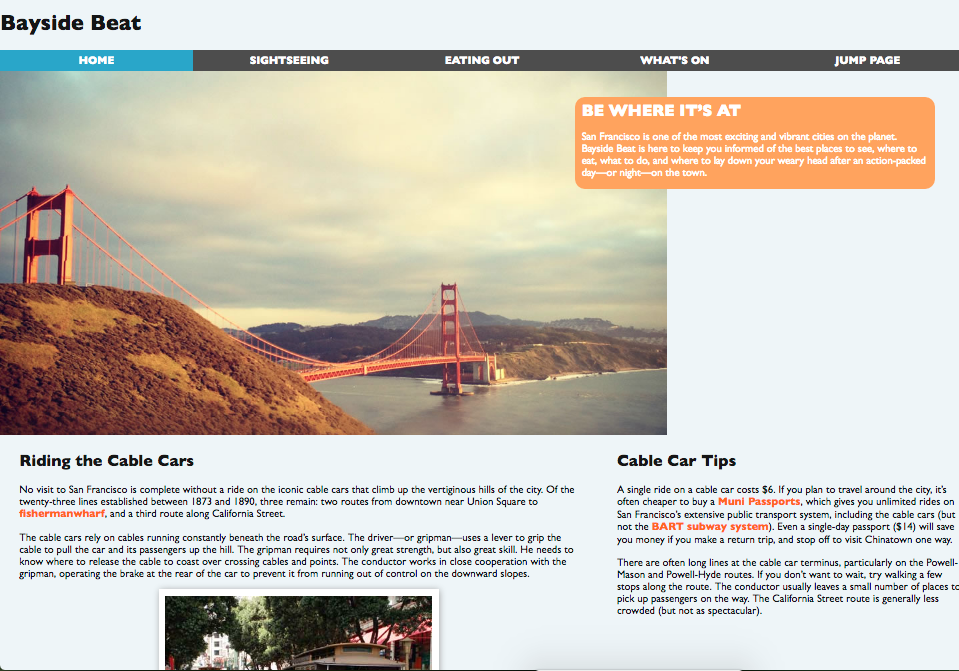 Bayside Beat
HOME SIGHTSEEING EATING OUT WHAT'S ON JUMP PAGE
BE WHERE IT'S AT
San Francisco is one of the most exciting and vibrant cities on the planet.
Bayside Beat is here to keep you informed of the best places to see, where to
eat, what to do, and where to lay down your weary head after an action-packed
day—or night—on the town.
Riding the Cable Cars
No visit to San Francisco is complete without a ride on the iconic cable cars that climb up the vertiginous hills of the city. Of the
twenty-three lines established between 1873 and 1890, three remain: two routes from downtown near Union Square to
fishermanwharf, and a third route along California Street.
The cable cars rely on cables running constantly beneath the road's surface. The driver—or gripman—uses a lever to grip the
cable to pull the car and its passengers up the hill. The gripman requires not only great strength, but also great skill. He needs to
know where to release the cable to coast over crossing cables and points. The conductor works in close cooperation with the
gripman, operating the brake at the rear of the car to prevent it from running out of control on the downward slopes.
Cable Car Tips
A single ride on a cable car costs $6. If you plan to travel around the city, it's
often cheaper to buy a Muni Passports, which gives you unlimited rides on
San Francisco's extensive public transport system, including the cable cars (but
not the BART subway system). Even a single-day passport ($14) will save
you money if you make a return trip, and stop off to visit Chinatown one way.
There are often long lines at the cable car terminus, particularly on the Powell-
Mason and Powell-Hyde routes. If you don't want to wait, try walking a few
stops along the route. The conductor usually leaves a small number of places to
pick up passengers on the way. The California Street route is generally less
crowded (but not as spectacular).